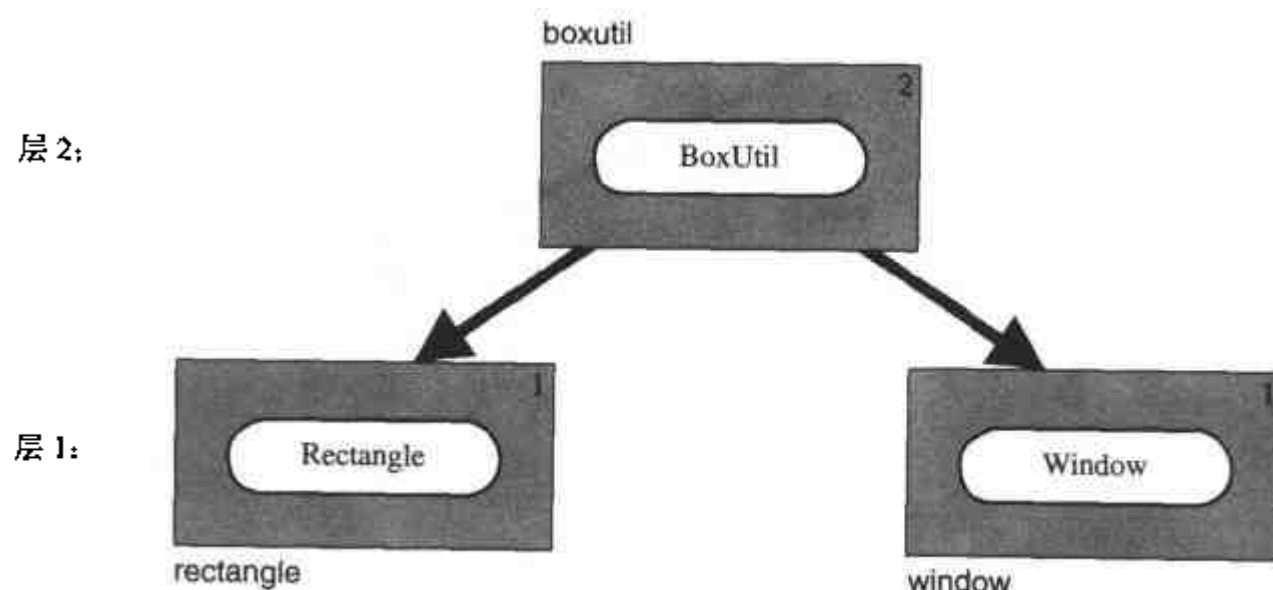 boxutil
2
层 2:
BoxUtil
1
1
层 1:
Rectangle
Window
rectangle
window